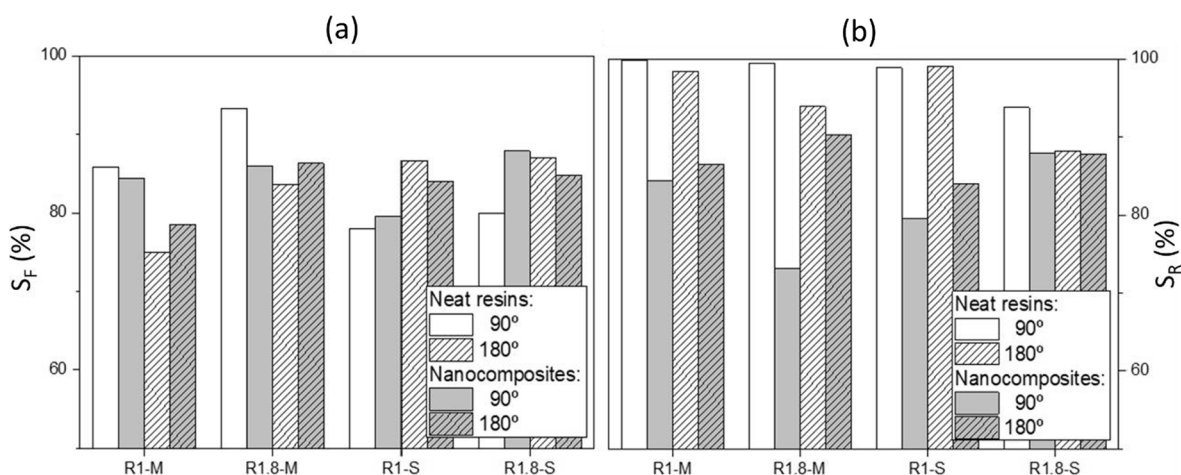 (a)
100
80
60
S_F (%)
Neat resins:
90º
180º
Nanocomposites:
90º
180º
R1-M R1.8-M R1-S R1.8-S
(b)
100
80
60
S_R (%)
Neat resins:
90º
180º
Nanocomposites:
90º
180º
R1-M R1.8-M R1-S R1.8-S